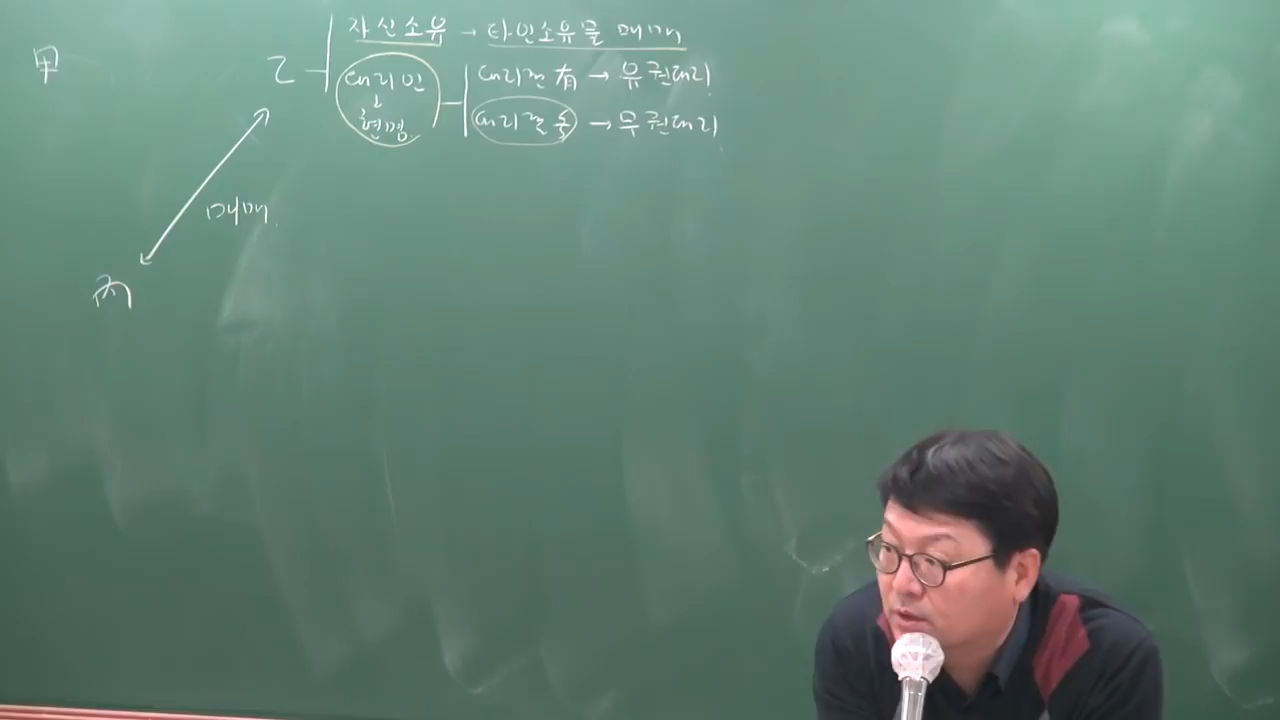 甲
乙
자신소유 → 타인소유를 매매
대리인
↓
현명
대리권 有 → 유권대리
대리권 → 무권대리
매매
丙